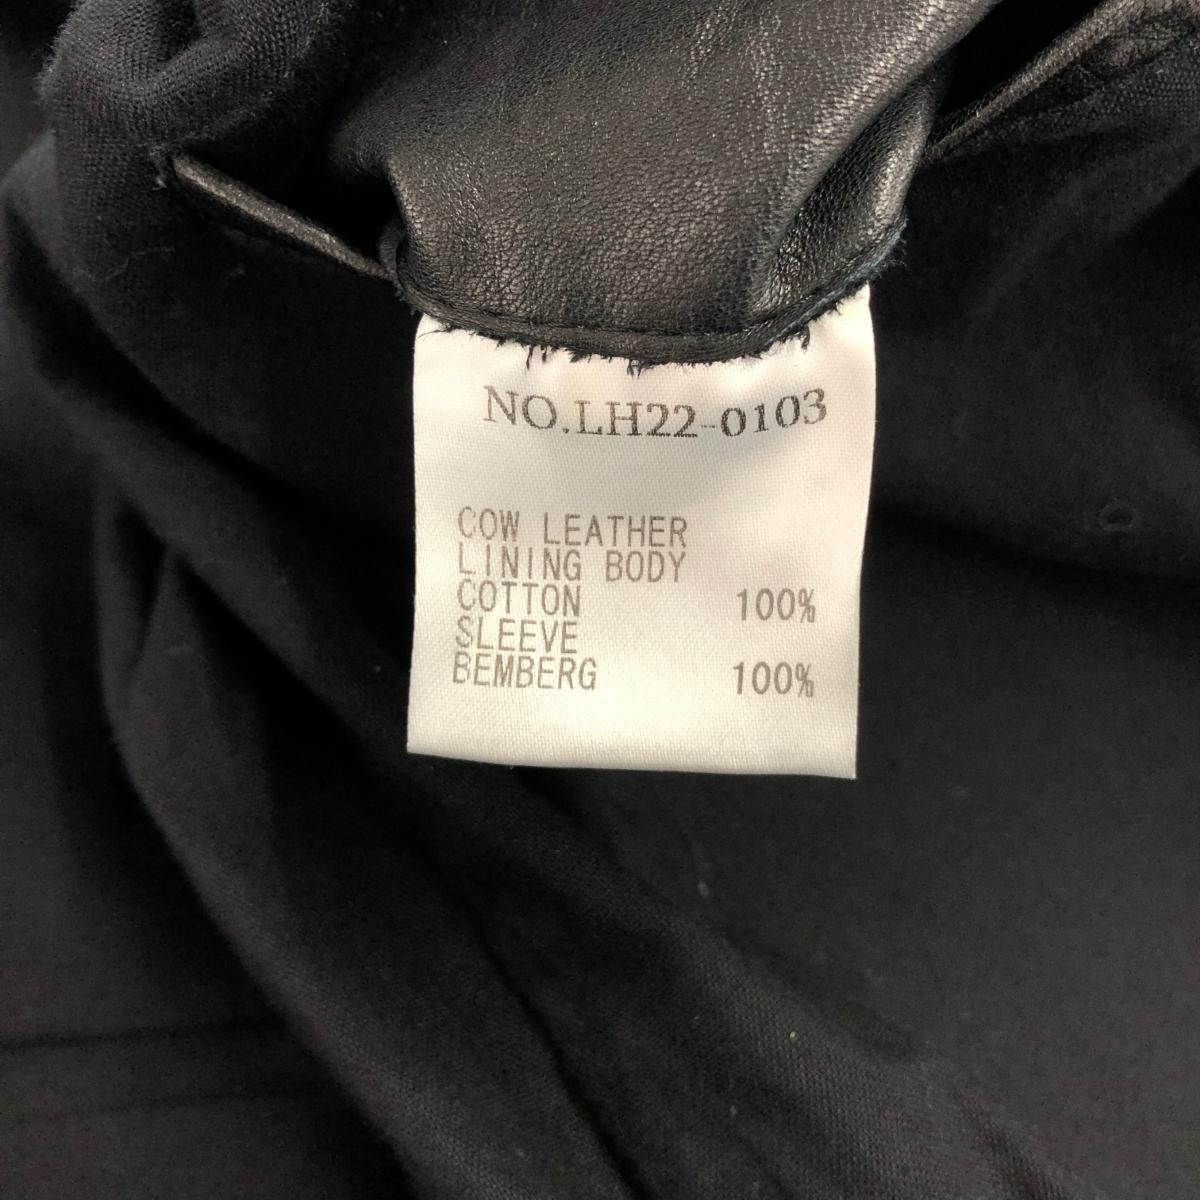 NO.LH22-0103
COW LEATHER
LINING BODY
COTTON 100%
SLEEVE
BEMBERG 100%